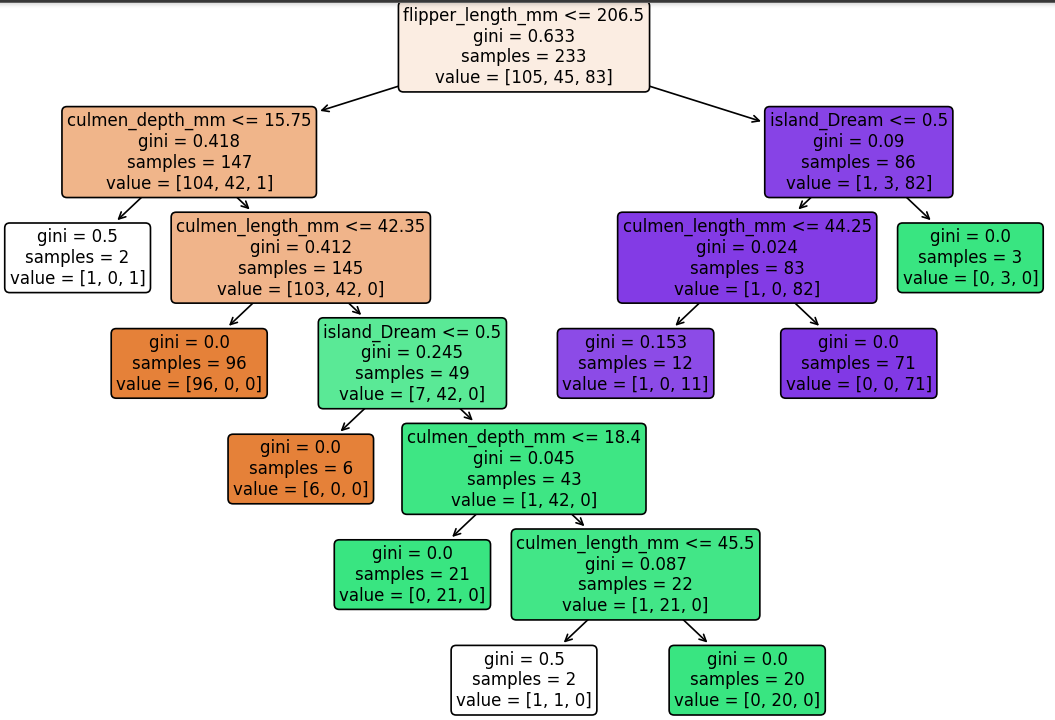 flipper_length_mm <= 206.5
gini = 0.633
samples = 233
value = [105, 45, 83]
culmen_depth_mm <= 15.75
gini = 0.418
samples = 147
value = [104, 42, 1]
island_Dream <= 0.5
gini = 0.09
samples = 86
value = [1, 3, 82]
gini = 0.5
samples = 2
value = [1, 0, 1]
culmen_length_mm <= 42.35
gini = 0.412
samples = 145
value = [103, 42, 0]
culmen_length_mm <= 44.25
gini = 0.024
samples = 83
value = [1, 0, 82]
gini = 0.0
samples = 3
value = [0, 3, 0]
gini = 0.0
samples = 96
value = [96, 0, 0]
island_Dream <= 0.5
gini = 0.245
samples = 49
value = [7, 42, 0]
gini = 0.153
samples = 12
value = [1, 0, 11]
gini = 0.0
samples = 71
value = [0, 0, 71]
gini = 0.0
samples = 6
value = [6, 0, 0]
culmen_depth_mm <= 18.4
gini = 0.045
samples = 43
value = [1, 42, 0]
gini = 0.0
samples = 21
value = [0, 21, 0]
culmen_length_mm <= 45.5
gini = 0.087
samples = 22
value = [1, 21, 0]
gini = 0.5
samples = 2
value = [1, 1, 0]
gini = 0.0
samples = 20
value = [0, 20, 0]